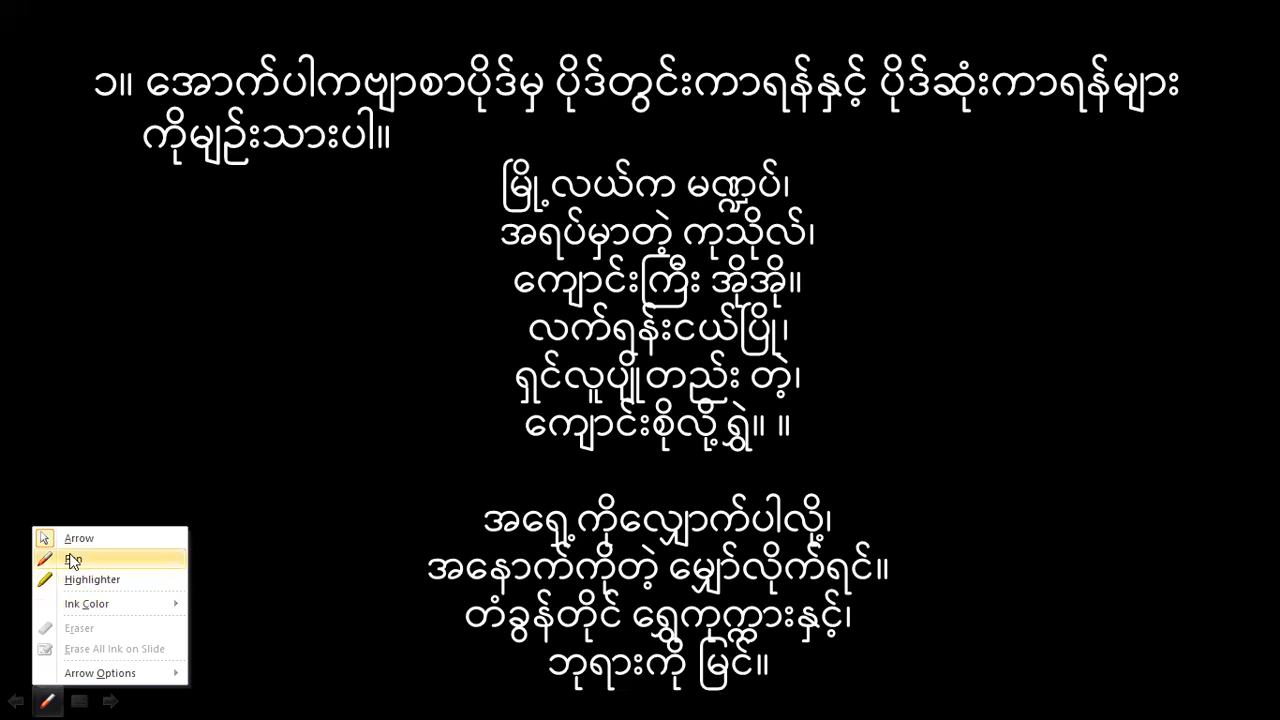 ၁။ အောက်ပါကဗျာစာပိုဒ်မှ ပိုဒ်တွင်းကာရန်နှင့် ပိုဒ်ဆုံးကာရန်များ
ကိုမျဉ်းသားပါ။
မြို့လယ်က မဏ္ဍပ်၊
အရပ်မှာတဲ့ ကုသိုလ်၊
ကျောင်းကြီး အိုအို။
လက်ရန်းငယ်ပြို၊
ရှင်လူပျိုတည်း တဲ့၊
ကျောင်းစိုလို့ရွှဲ။ ။
အရှေ့ကိုလျှောက်ပါလို့၊
အနောက်ကိုတဲ့ မျှော်လိုက်ရင်။
တံခွန်တိုင် ရွှေကုက္ကားနှင့်၊
ဘုရားကို မြင်။
Arrow
Highlighter
Ink Color
Eraser
Erase All Ink on Slide
Arrow Options